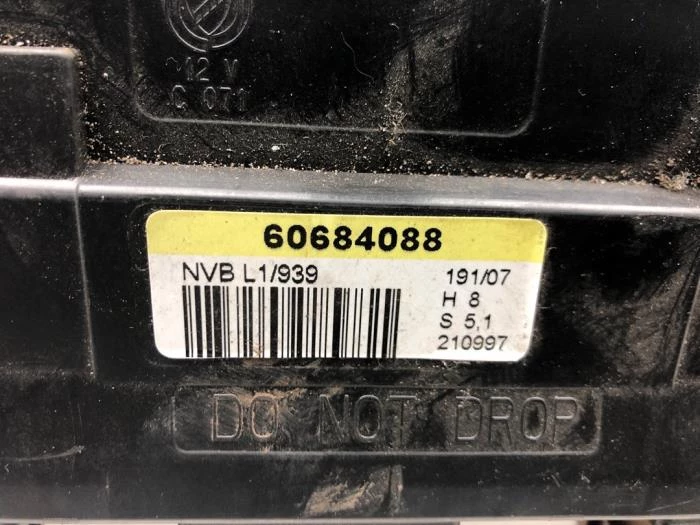 12 V
C 071
60684088
NVB L1/939
191/07
H 8
S 5,1
210997
DO NOT DROP